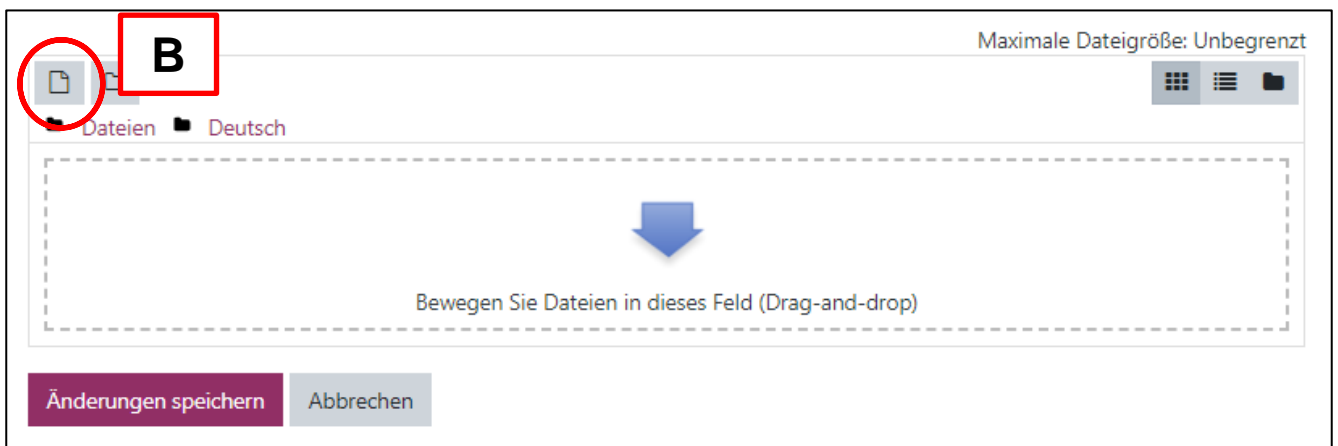 Maximale Dateigröße: Unbegrenzt
B
Dateien Deutsch
Bewegen Sie Dateien in dieses Feld (Drag-and-drop)
Änderungen speichern Abbrechen